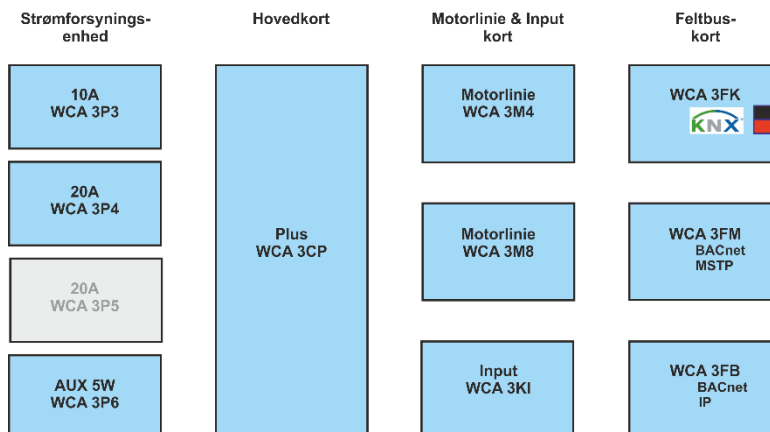 Strømforsynings-
enhed
10A
WCA 3P3
20A
WCA 3P4
20A
WCA 3P5
AUX 5W
WCA 3P6
Hovedkort
Plus
WCA 3CP
Motorlinie & Input
kort
Motorlinie
WCA 3M4
Motorlinie
WCA 3M8
Input
WCA 3KI
Feltbus-
kort
WCA 3FK
KNX
WCA 3FM
BACnet
MSTP
WCA 3FB
BACnet
IP